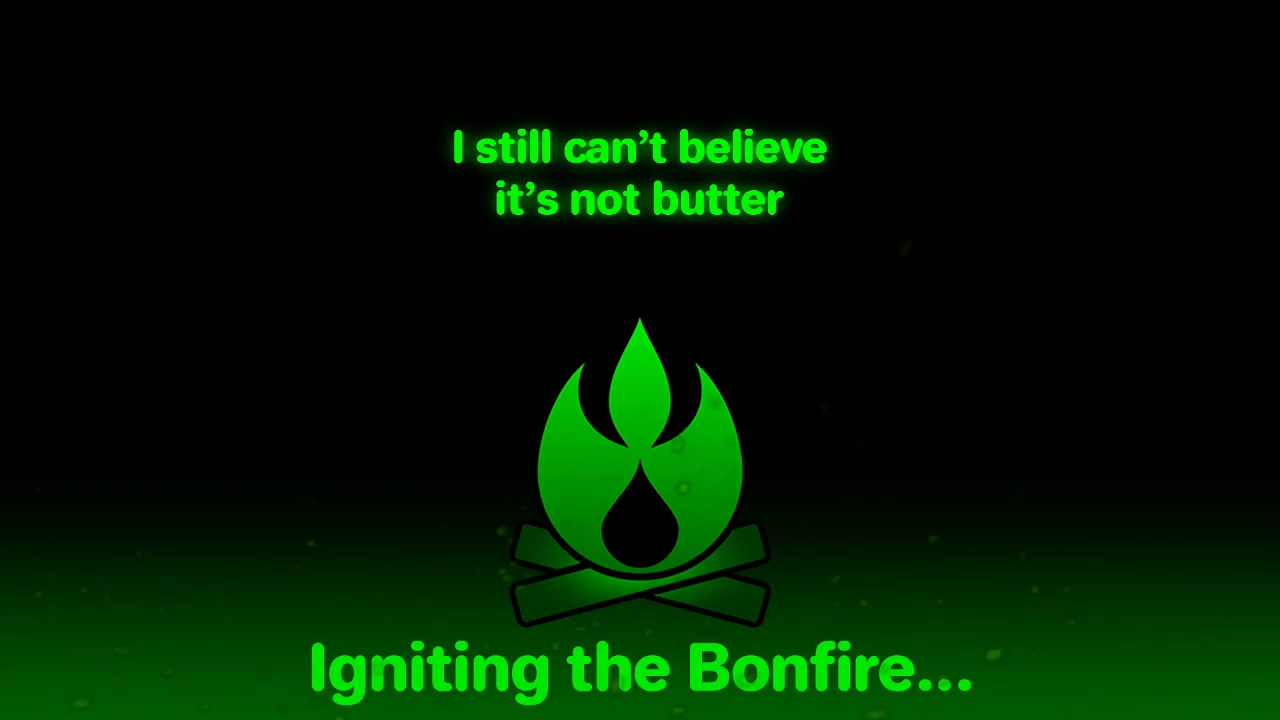 I still can’t believe
it’s not butter
Igniting the Bonfire...